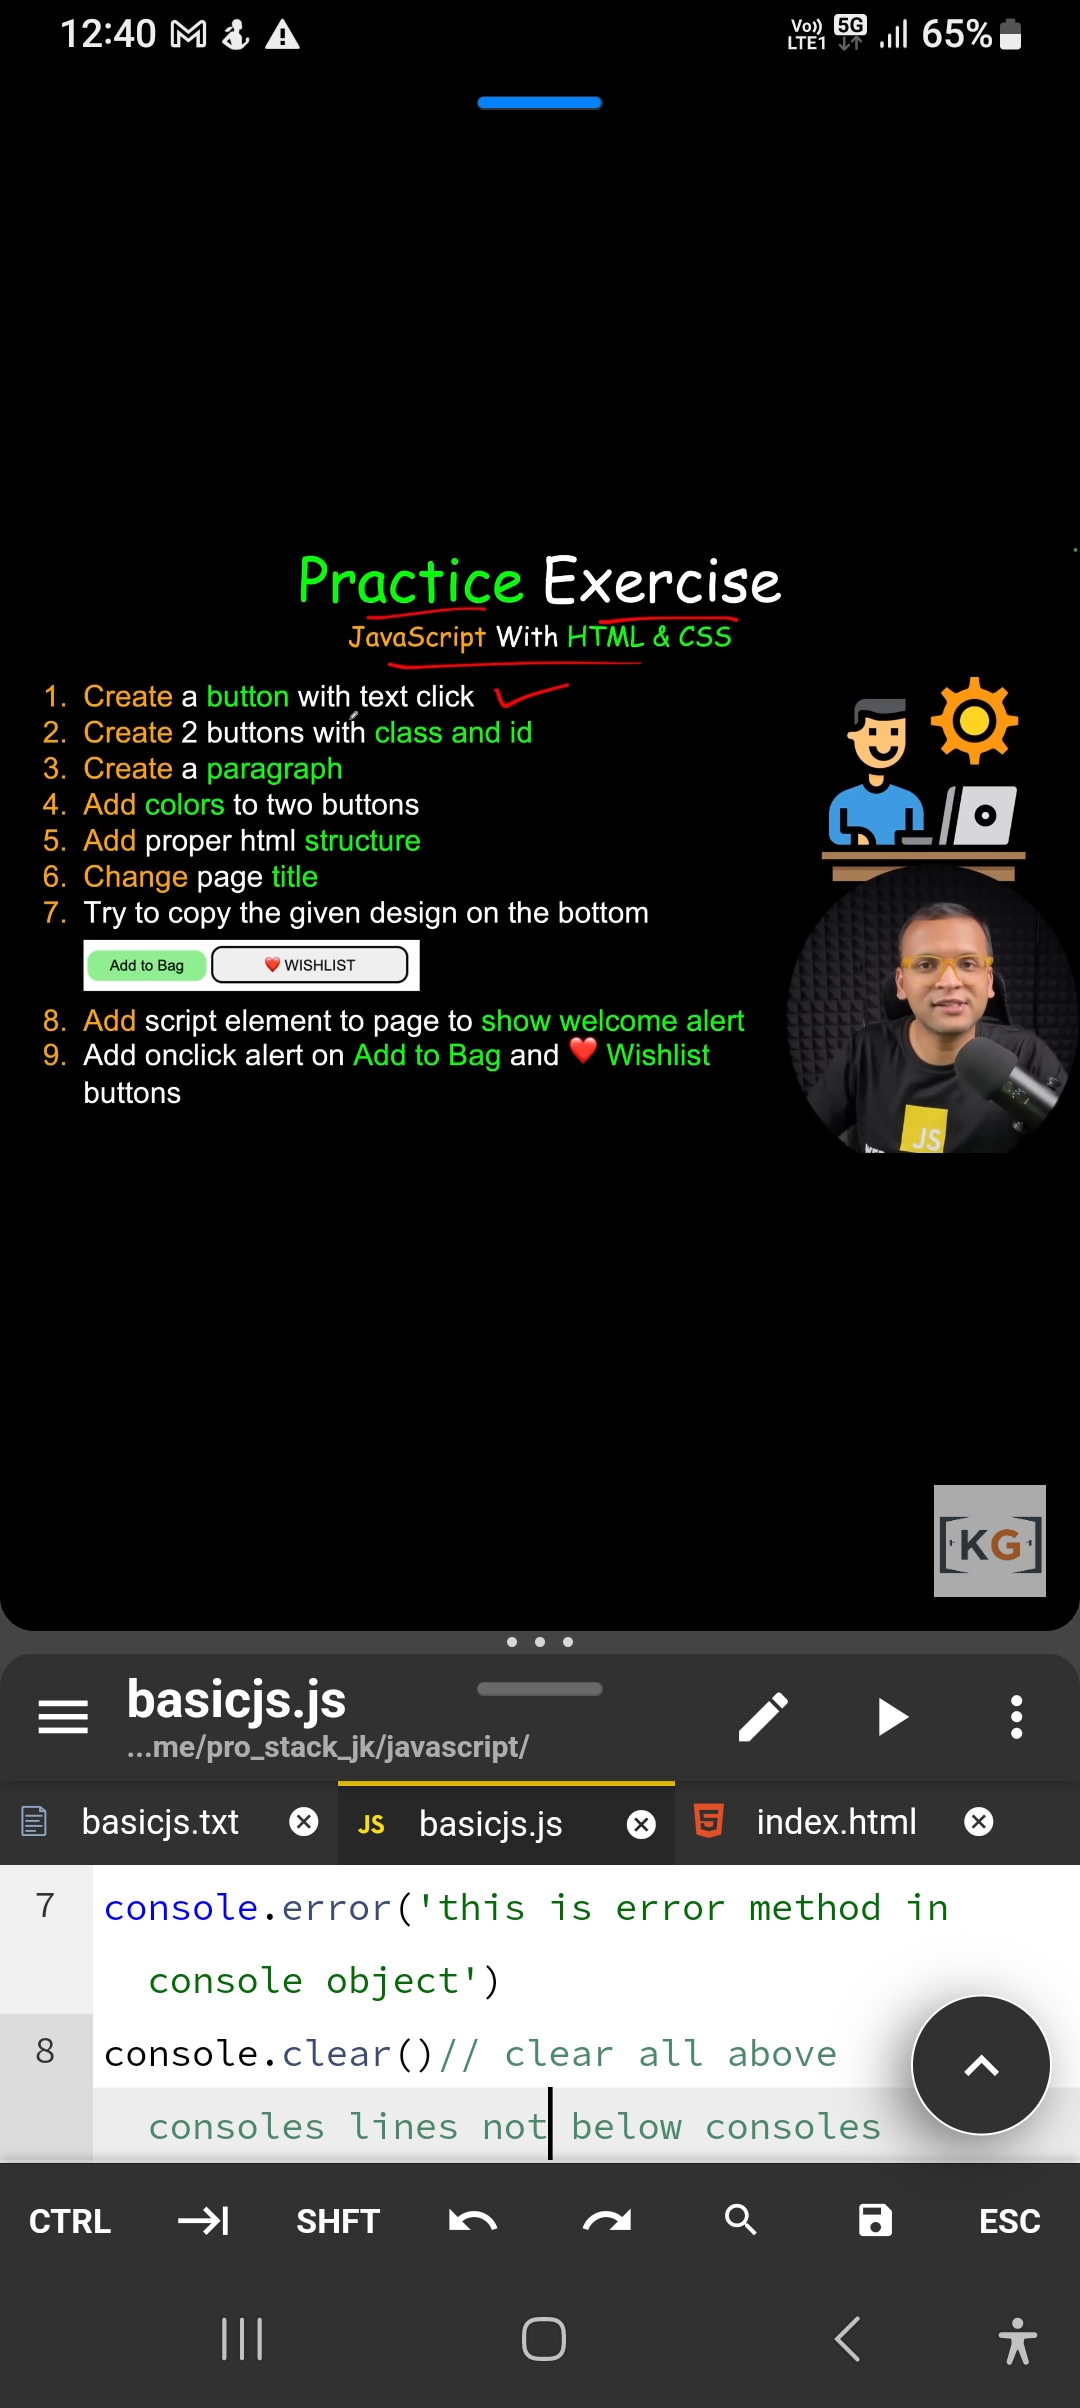 12:40
Vo)) LTE1 5G 65%
Practice Exercise
JavaScript With HTML & CSS
1. Create a button with text click
2. Create 2 buttons with class and id
3. Create a paragraph
4. Add colors to two buttons
5. Add proper html structure
6. Change page title
7. Try to copy the given design on the bottom
Add to Bag ❤️ WISHLIST
8. Add script element to page to show welcome alert
9. Add onclick alert on Add to Bag and ❤️ Wishlist
buttons
JS
KG
basicjs.js
...me/pro_stack_jk/javascript/
basicjs.txt JS basicjs.js 5 index.html
7 console.error('this is error method in
console object')
8 console.clear()// clear all above
consoles lines not below consoles
CTRL SHFT ESC